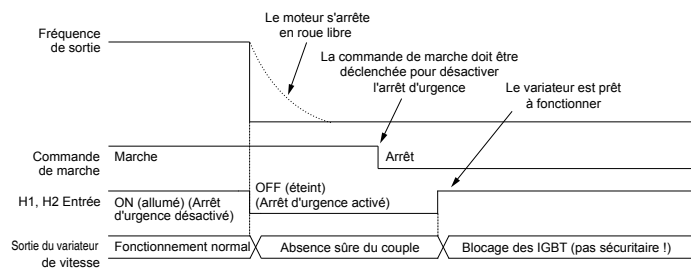 Le moteur s'arrête
en roue libre
Fréquence
de sortie
La commande de marche doit être
déclenchée pour désactiver
l'arrêt d'urgence
Le variateur est prêt
à fonctionner
Commande
de marche
Marche
Arrêt
H1, H2 Entrée
ON (allumé) (Arrêt
d'urgence désactivé)
OFF (éteint)
(Arrêt d'urgence activé)
Sortie du variateur
de vitesse
Fonctionnement normal
Absence sûre du couple
Blocage des IGBT (pas sécuritaire !)